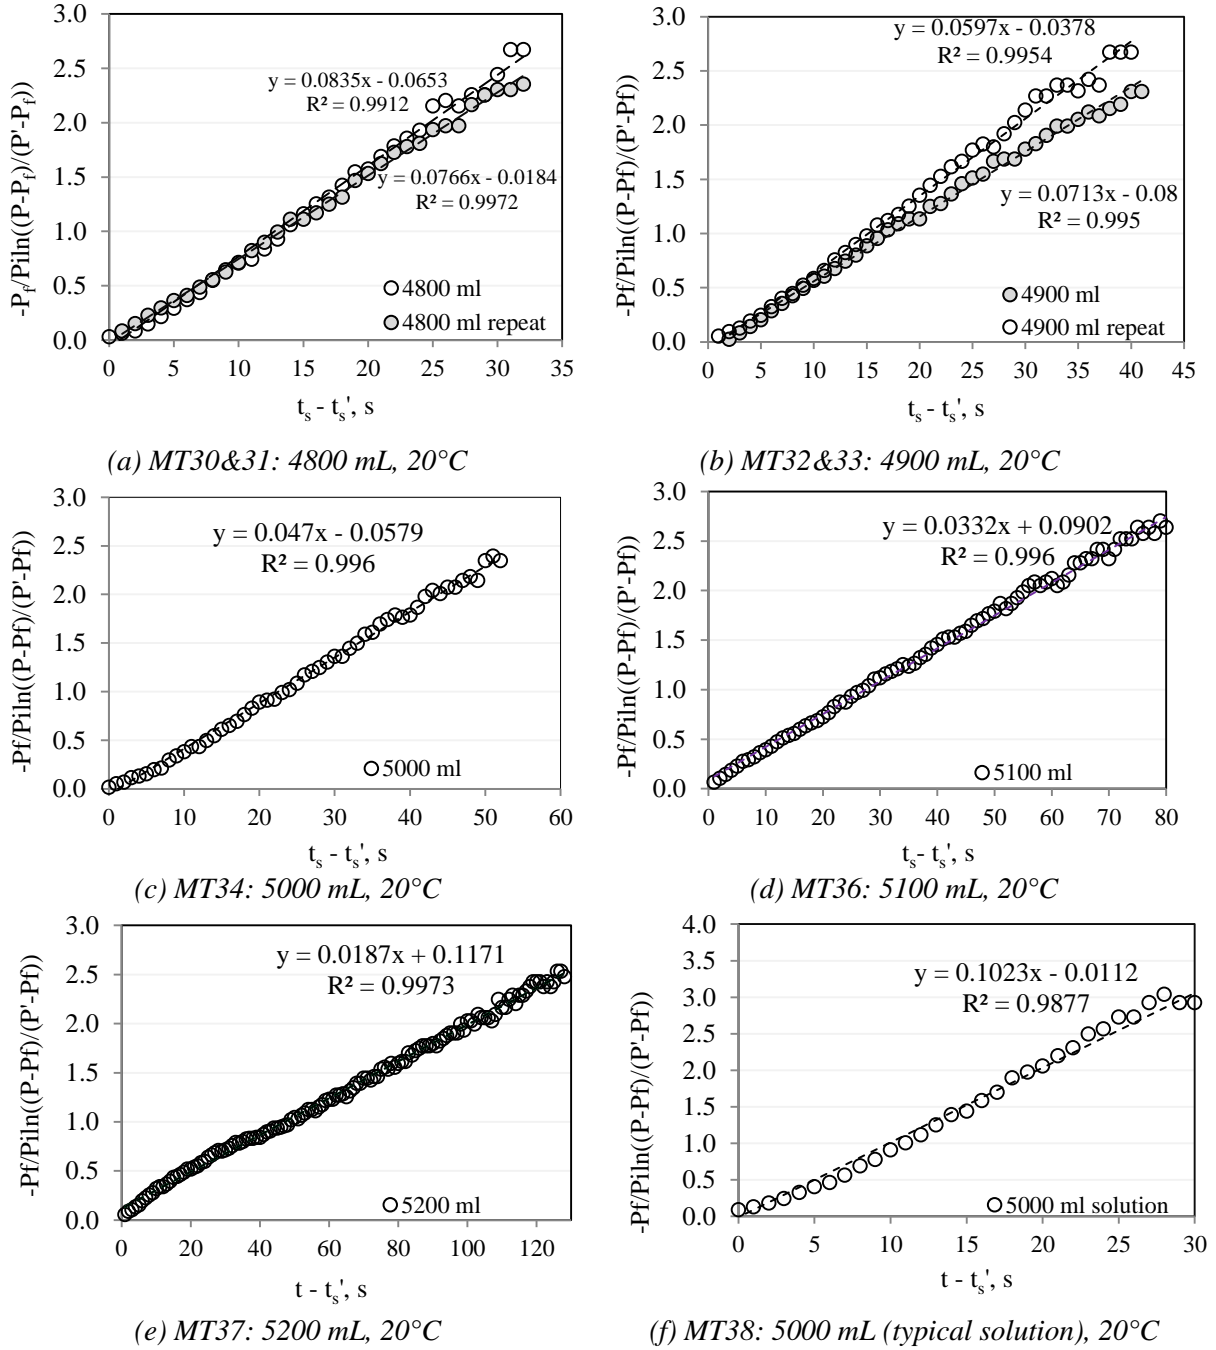 -P_f/Piln((P-P_f)/(P'-P_f))
3.0
2.5
2.0
1.5
1.0
0.5
0.0
y = 0.0835x - 0.0653
R² = 0.9912
y = 0.0766x - 0.0184
R² = 0.9972
4800 ml
4800 ml repeat
0 5 10 15 20 25 30 35
t_s - t_s', s
(a) MT30&31: 4800 mL, 20°C
-Pf/Piln((P-Pf)/(P'-Pf))
3.0
2.5
2.0
1.5
1.0
0.5
0.0
y = 0.0597x - 0.0378
R² = 0.9954
y = 0.0713x - 0.08
R² = 0.995
4900 ml
4900 ml repeat
0 5 10 15 20 25 30 35 40 45
t_s - t_s', s
(b) MT32&33: 4900 mL, 20°C
-Pf/Piln((P-Pf)/(P'-Pf))
3.0
2.5
2.0
1.5
1.0
0.5
0.0
y = 0.047x - 0.0579
R² = 0.996
5000 ml
0 10 20 30 40 50 60
t_s - t_s', s
(c) MT34: 5000 mL, 20°C
-Pf/Piln((P-Pf)/(P'-Pf))
3.0
2.5
2.0
1.5
1.0
0.5
0.0
y = 0.0332x + 0.0902
R² = 0.996
5100 ml
0 10 20 30 40 50 60 70 80
t_s- t_s', s
(d) MT36: 5100 mL, 20°C
-Pf/Piln((P-Pf)/(P'-Pf))
3.0
2.5
2.0
1.5
1.0
0.5
0.0
y = 0.0187x + 0.1171
R² = 0.9973
5200 ml
0 20 40 60 80 100 120
t - t_s', s
(e) MT37: 5200 mL, 20°C
-Pf/Piln((P-Pf)/(P'-Pf))
4.0
3.5
3.0
2.5
2.0
1.5
1.0
0.5
0.0
y = 0.1023x - 0.0112
R² = 0.9877
5000 ml solution
0 5 10 15 20 25 30
t - t_s', s
(f) MT38: 5000 mL (typical solution), 20°C